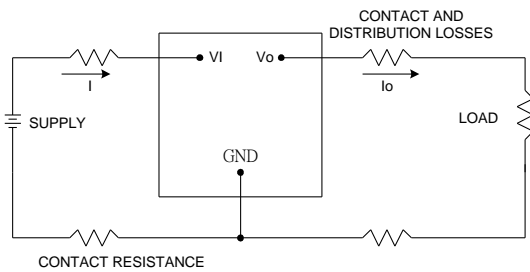 CONTACT AND
DISTRIBUTION LOSSES
VI
Vo
I
Io
SUPPLY
LOAD
GND
CONTACT RESISTANCE